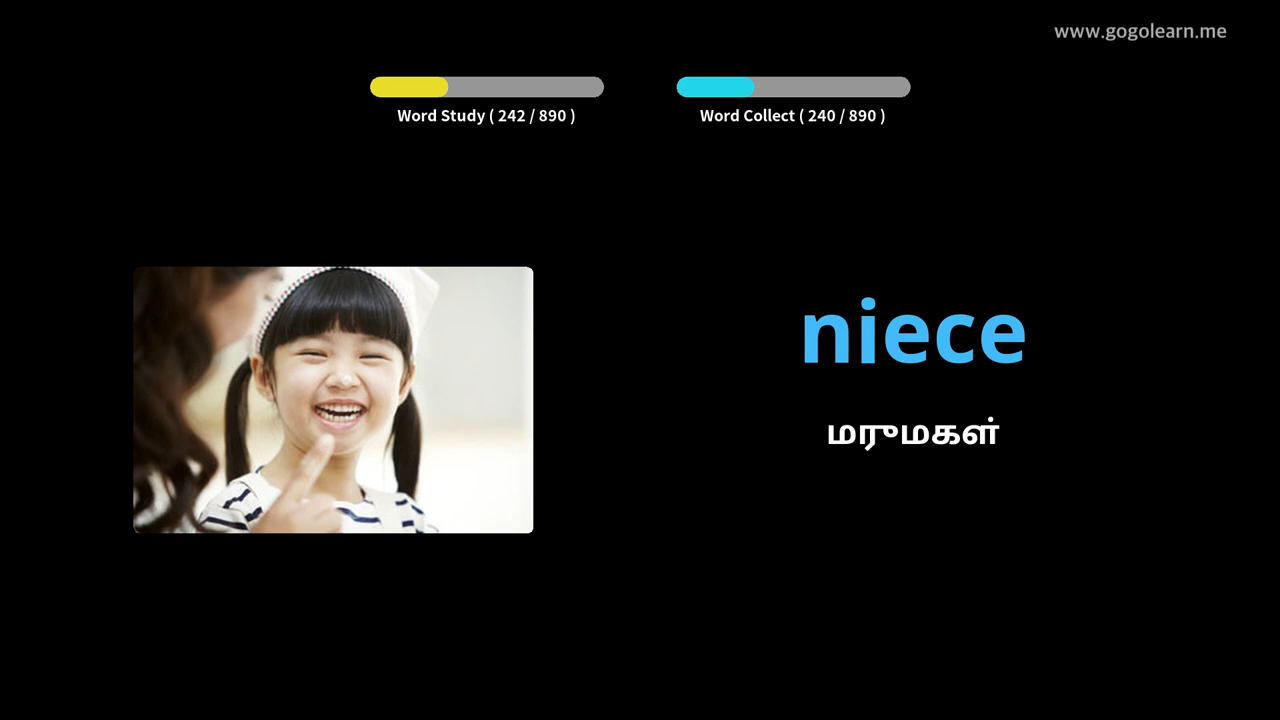 www.gogolearn.me
Word Study ( 242 / 890 )
Word Collect ( 240 / 890 )
niece
மருமகள்